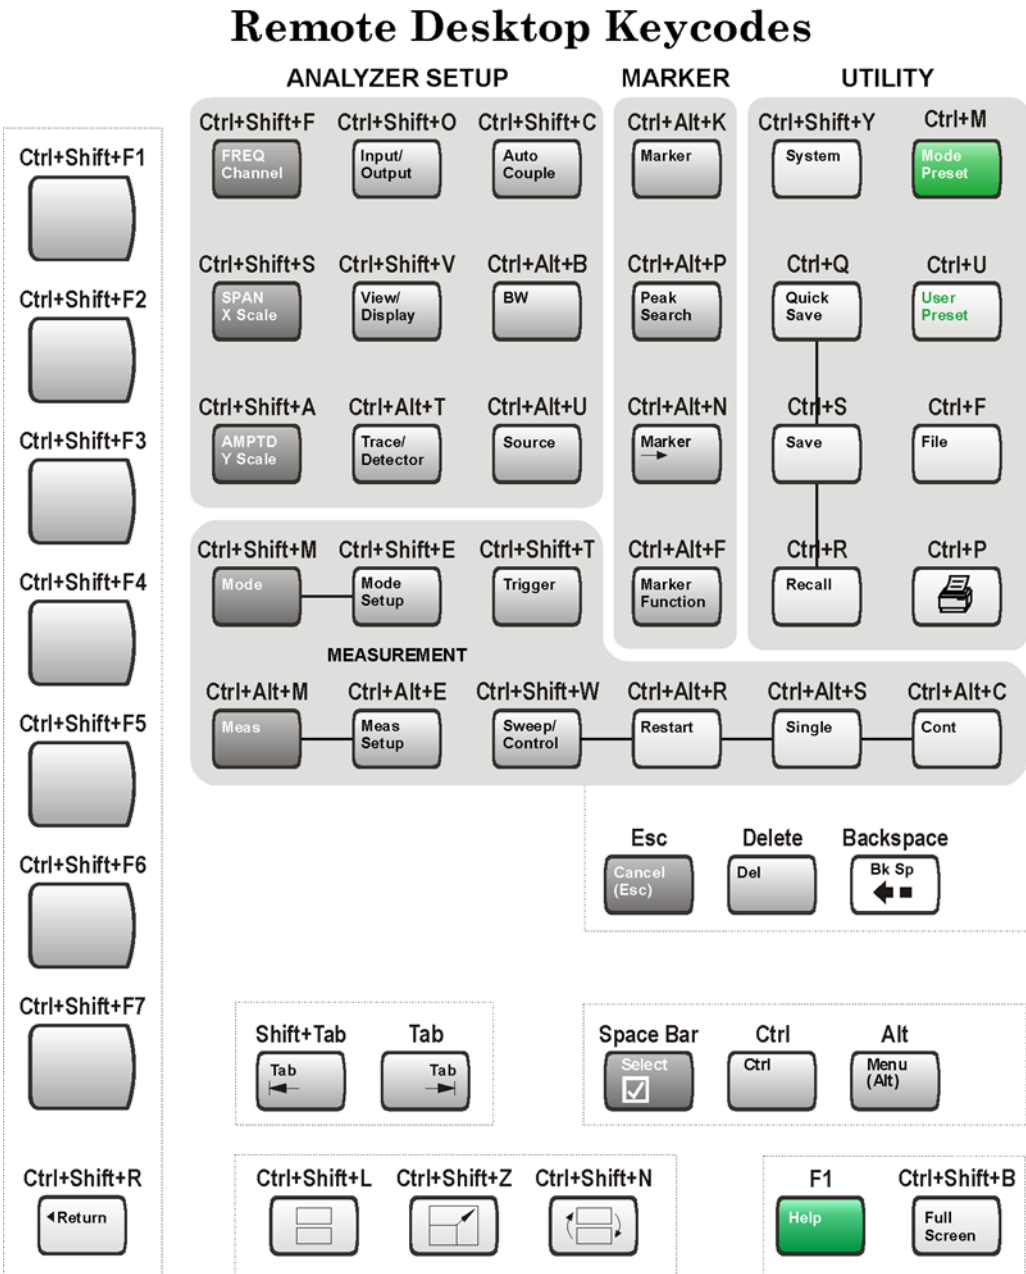 Remote Desktop Keycodes
ANALYZER SETUP
MARKER
UTILITY
Ctrl+Shift+F1
Ctrl+Shift+F2
Ctrl+Shift+F3
Ctrl+Shift+F4
Ctrl+Shift+F5
Ctrl+Shift+F6
Ctrl+Shift+F7
Ctrl+Shift+R
Return
Ctrl+Shift+F
FREQ
Channel
Ctrl+Shift+O
Input/
Output
Ctrl+Shift+C
Auto
Couple
Ctrl+Alt+K
Marker
Ctrl+Shift+Y
System
Ctrl+M
Mode
Preset
Ctrl+Shift+S
SPAN
X Scale
Ctrl+Shift+V
View/
Display
Ctrl+Alt+B
BW
Ctrl+Alt+P
Peak
Search
Ctrl+Q
Quick
Save
Ctrl+U
User
Preset
Ctrl+Shift+A
AMPTD
Y Scale
Ctrl+Alt+T
Trace/
Detector
Ctrl+Alt+U
Source
Ctrl+Alt+N
Marker
Ctrl+S
Save
Ctrl+F
File
Ctrl+Shift+M
Mode
Ctrl+Shift+E
Mode
Setup
Ctrl+Shift+T
Trigger
Ctrl+Alt+F
Marker
Function
Ctrl+R
Recall
Ctrl+P
MEASUREMENT
Ctrl+Alt+M
Meas
Ctrl+Alt+E
Meas
Setup
Ctrl+Shift+W
Sweep/
Control
Ctrl+Alt+R
Restart
Ctrl+Alt+S
Single
Ctrl+Alt+C
Cont
Esc
Cancel
(Esc)
Delete
Del
Backspace
Bk Sp
Shift+Tab
Tab
Tab
Tab
Space Bar
Select
Ctrl
Ctrl
Alt
Menu
(Alt)
Ctrl+Shift+L
Ctrl+Shift+Z
Ctrl+Shift+N
F1
Help
Ctrl+Shift+B
Full
Screen